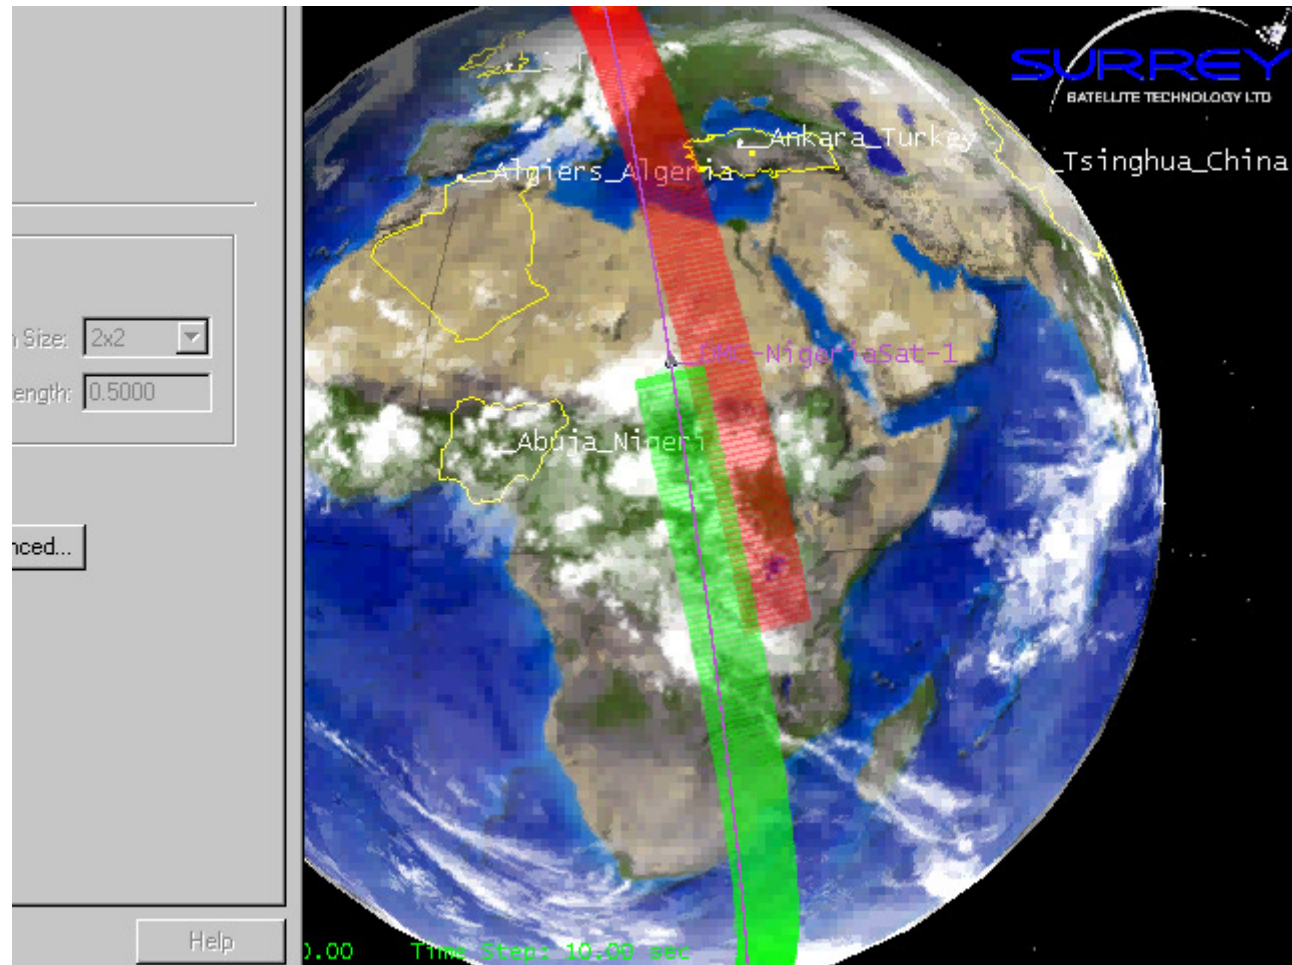 SURREY
SATELLITE TECHNOLOGY LTD
Ankara_Turkey
Tsinghua_China
Algiers_Algeria
Size: 2x2
DMC-NigeriaSat-1
ength: 0.5000
Abuja_Nigeri
nced...
Help
0.00 Time Step: 10.00 sec